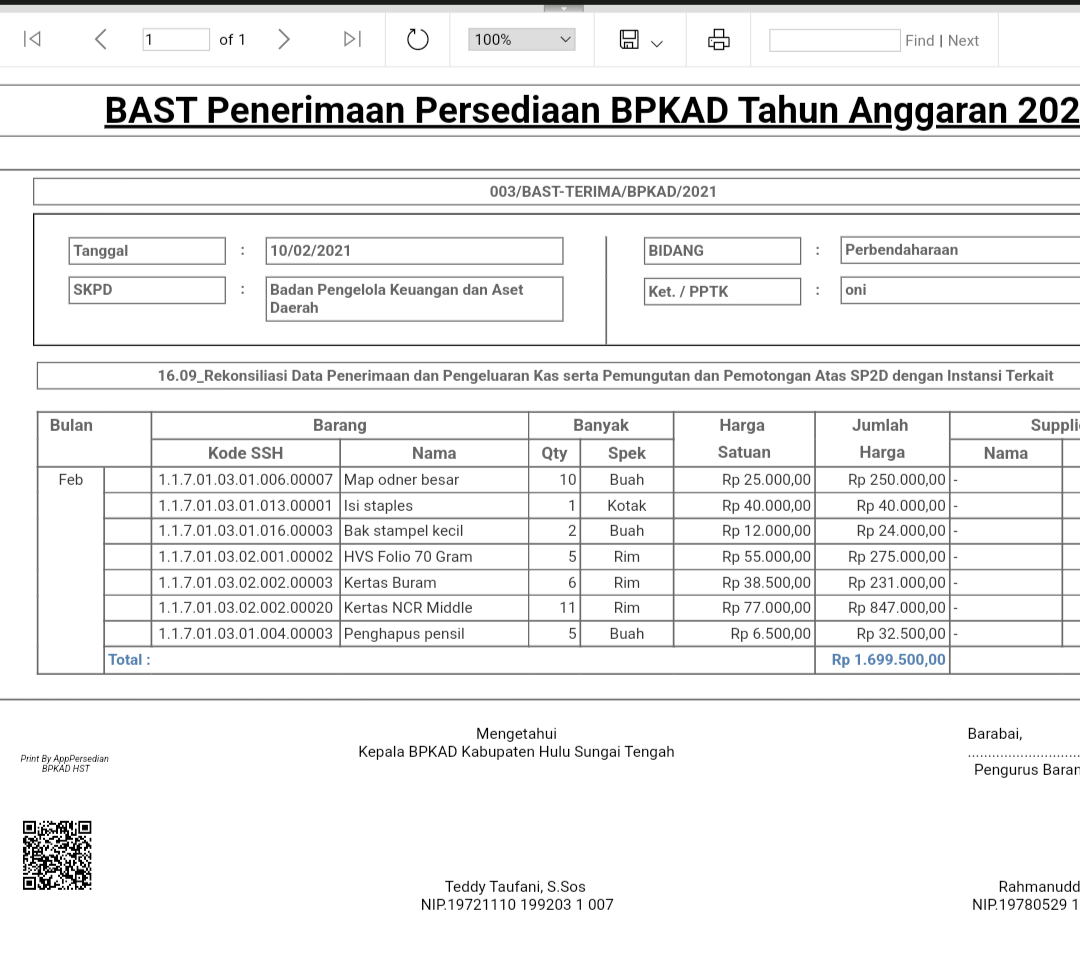 1 of 1 100% Find | Next
BAST Penerimaan Persediaan BPKAD Tahun Anggaran 202
003/BAST-TERIMA/BPKAD/2021
Tanggal : 10/02/2021 BIDANG : Perbendaharaan
SKPD : Badan Pengelola Keuangan dan Aset Ket. / PPTK : oni
Daerah
16.09_Rekonsiliasi Data Penerimaan dan Pengeluaran Kas serta Pemungutan dan Pemotongan Atas SP2D dengan Instansi Terkait
Bulan Barang Banyak Harga Jumlah Suppli
Kode SSH Nama Qty Spek Satuan Harga Nama
Feb 1.1.7.01.03.01.006.00007 Map odner besar 10 Buah Rp 25.000,00 Rp 250.000,00 -
1.1.7.01.03.01.013.00001 Isi staples 1 Kotak Rp 40.000,00 Rp 40.000,00 -
1.1.7.01.03.01.016.00003 Bak stampel kecil 2 Buah Rp 12.000,00 Rp 24.000,00 -
1.1.7.01.03.02.001.00002 HVS Folio 70 Gram 5 Rim Rp 55.000,00 Rp 275.000,00 -
1.1.7.01.03.02.002.00003 Kertas Buram 6 Rim Rp 38.500,00 Rp 231.000,00 -
1.1.7.01.03.02.002.00020 Kertas NCR Middle 11 Rim Rp 77.000,00 Rp 847.000,00 -
1.1.7.01.03.01.004.00003 Penghapus pensil 5 Buah Rp 6.500,00 Rp 32.500,00 -
Total : Rp 1.699.500,00
Mengetahui Barabai,
Kepala BPKAD Kabupaten Hulu Sungai Tengah ............................
Print By AppPersedian Pengurus Baran
BPKAD HST
Teddy Taufani, S.Sos Rahmanudd
NIP.19721110 199203 1 007 NIP.19780529 1